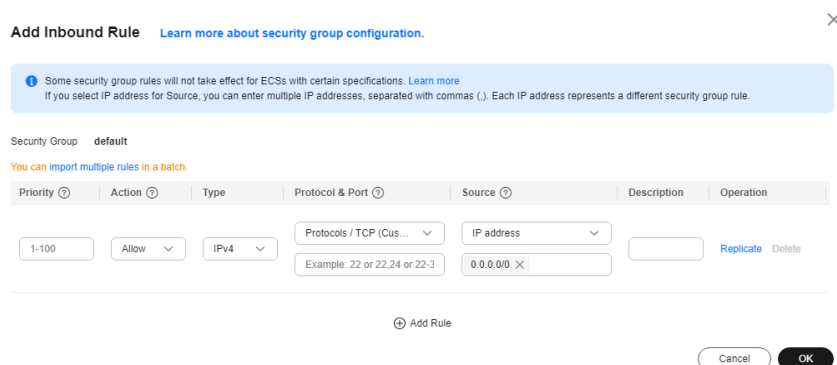 Add Inbound Rule Learn more about security group configuration.
Some security group rules will not take effect for ECSs with certain specifications. Learn more
If you select IP address for Source, you can enter multiple IP addresses, separated with commas (,). Each IP address represents a different security group rule.
Security Group default
You can import multiple rules in a batch.
Priority Action Type Protocol & Port Source Description Operation
Protocols / TCP (Cus... IP address
1-100 Allow IPv4 Replicate Delete
Example: 22 or 22,24 or 22-3 0.0.0.0/0
Add Rule
Cancel OK